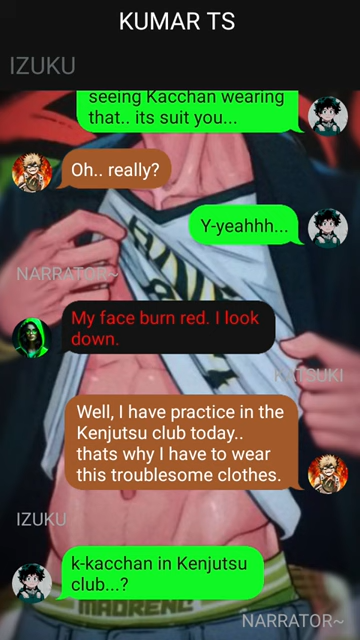 KUMAR TS
IZUKU
seeing Kacchan wearing
that.. its suit you...
Oh.. really?
Y-yeahhh...
NARRATOR~
My face burn red. I look
down.
KATSUKI
Well, I have practice in the
Kenjutsu club today..
thats why I have to wear
this troublesome clothes.
IZUKU
k-kacchan in Kenjutsu
club...?
NARRATOR~